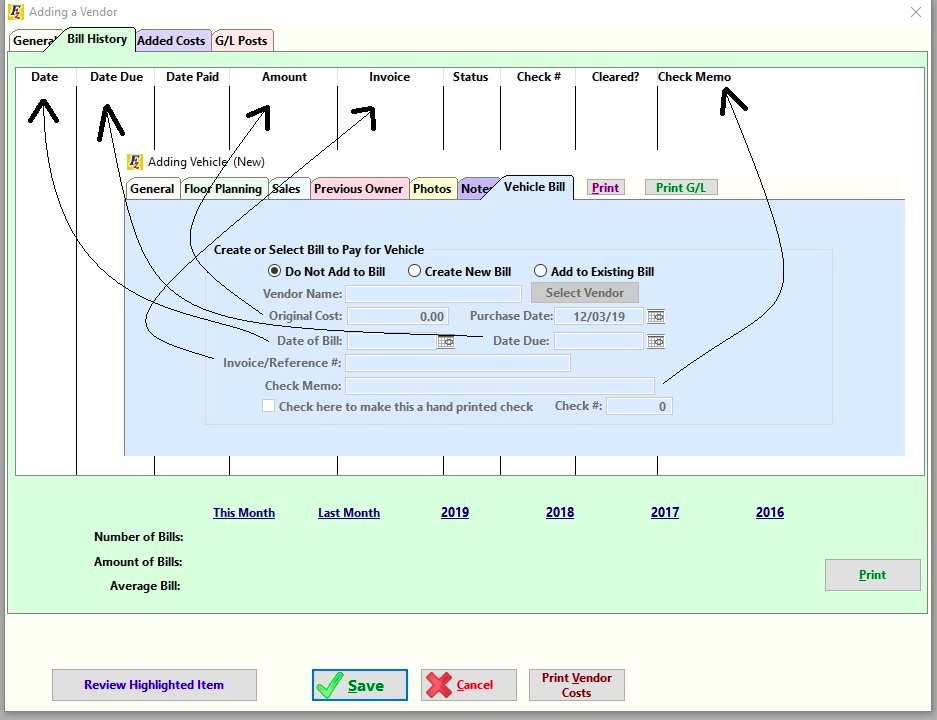 Adding a Vendor
General Bill History Added Costs G/L Posts
Date Date Due Date Paid Amount Invoice Status Check # Cleared? Check Memo
Adding Vehicle (New)
General Floor Planning Sales Previous Owner Photos Notes Vehicle Bill Print Print G/L
Create or Select Bill to Pay for Vehicle
Do Not Add to Bill Create New Bill Add to Existing Bill
Vendor Name: Select Vendor
Original Cost: 0.00 Purchase Date: 12/03/19
Date of Bill: Date Due:
Invoice/Reference #:
Check Memo:
Check here to make this a hand printed check Check #: 0
This Month Last Month 2019 2018 2017 2016
Number of Bills:
Amount of Bills:
Average Bill:
Print
Review Highlighted Item Save Cancel Print Vendor
Costs